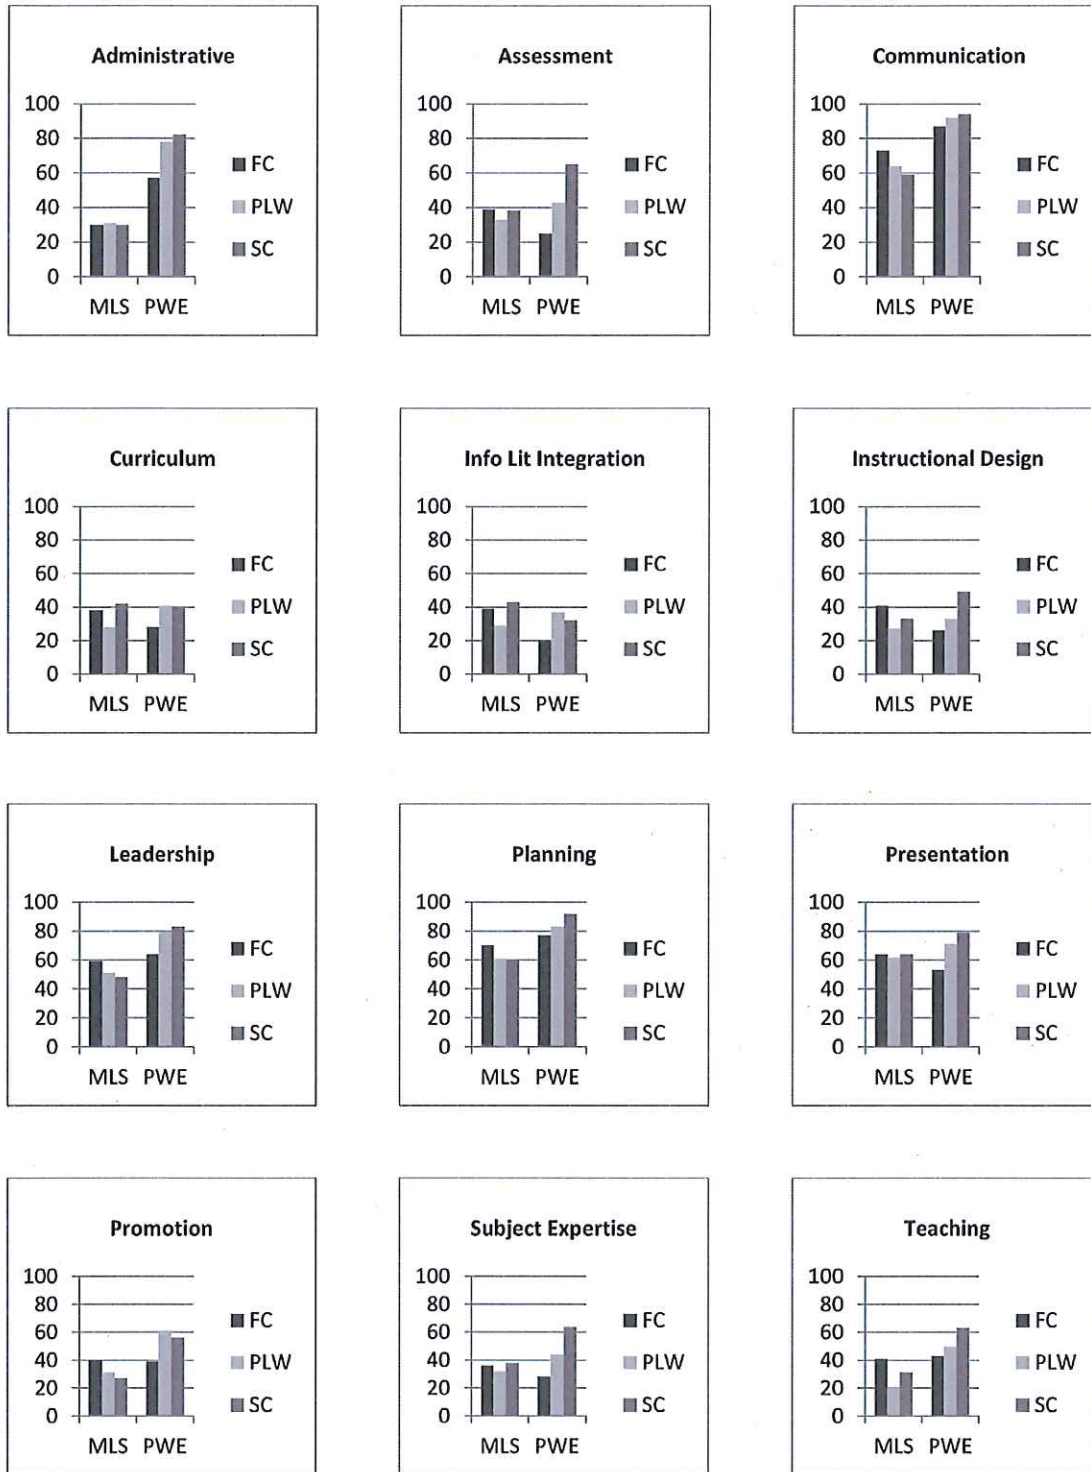 Administrative
100
80
60
40
20
0
MLS PWE
FC
PLW
SC
Assessment
100
80
60
40
20
0
MLS PWE
FC
PLW
SC
Communication
100
80
60
40
20
0
MLS PWE
FC
PLW
SC
Curriculum
100
80
60
40
20
0
MLS PWE
FC
PLW
SC
Info Lit Integration
100
80
60
40
20
0
MLS PWE
FC
PLW
SC
Instructional Design
100
80
60
40
20
0
MLS PWE
FC
PLW
SC
Leadership
100
80
60
40
20
0
MLS PWE
FC
PLW
SC
Planning
100
80
60
40
20
0
MLS PWE
FC
PLW
SC
Presentation
100
80
60
40
20
0
MLS PWE
FC
PLW
SC
Promotion
100
80
60
40
20
0
MLS PWE
FC
PLW
SC
Subject Expertise
100
80
60
40
20
0
MLS PWE
FC
PLW
SC
Teaching
100
80
60
40
20
0
MLS PWE
FC
PLW
SC